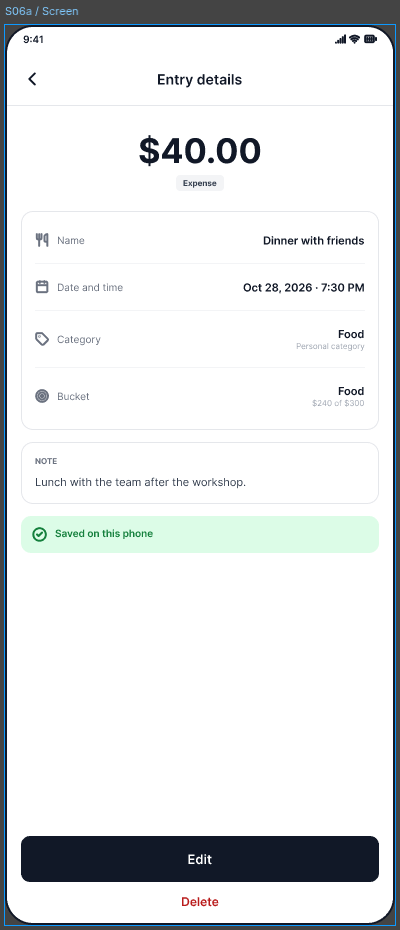 S06a / Screen
9:41
Entry details
$40.00
Expense
Name
Dinner with friends
Date and time
Oct 28, 2026 · 7:30 PM
Category
Food
Personal category
Bucket
Food
$240 of $300
NOTE
Lunch with the team after the workshop.
Saved on this phone
Edit
Delete